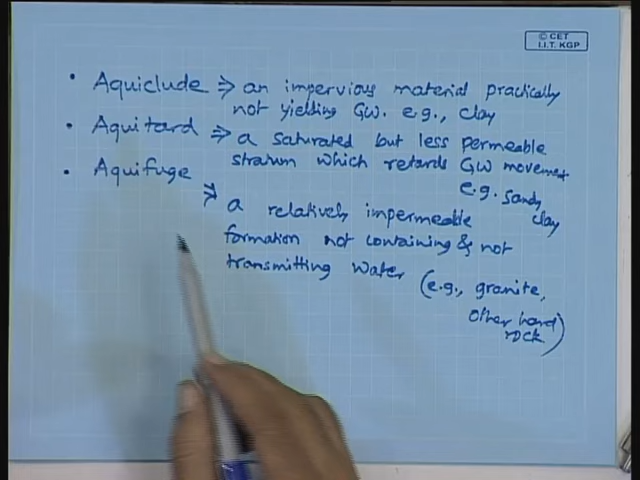 © CET
I.I.T. KGP
• Aquiclude ⇒ an impervious material practically
not yielding GW. e.g., clay
• Aquitard ⇒ a saturated but less permeable
stratum which retards GW movement
e.g. sandy
clay
• Aquifuge
⇒ a relatively impermeable
formation not containing & not
transmitting water (e.g., granite,
other hard
rock)